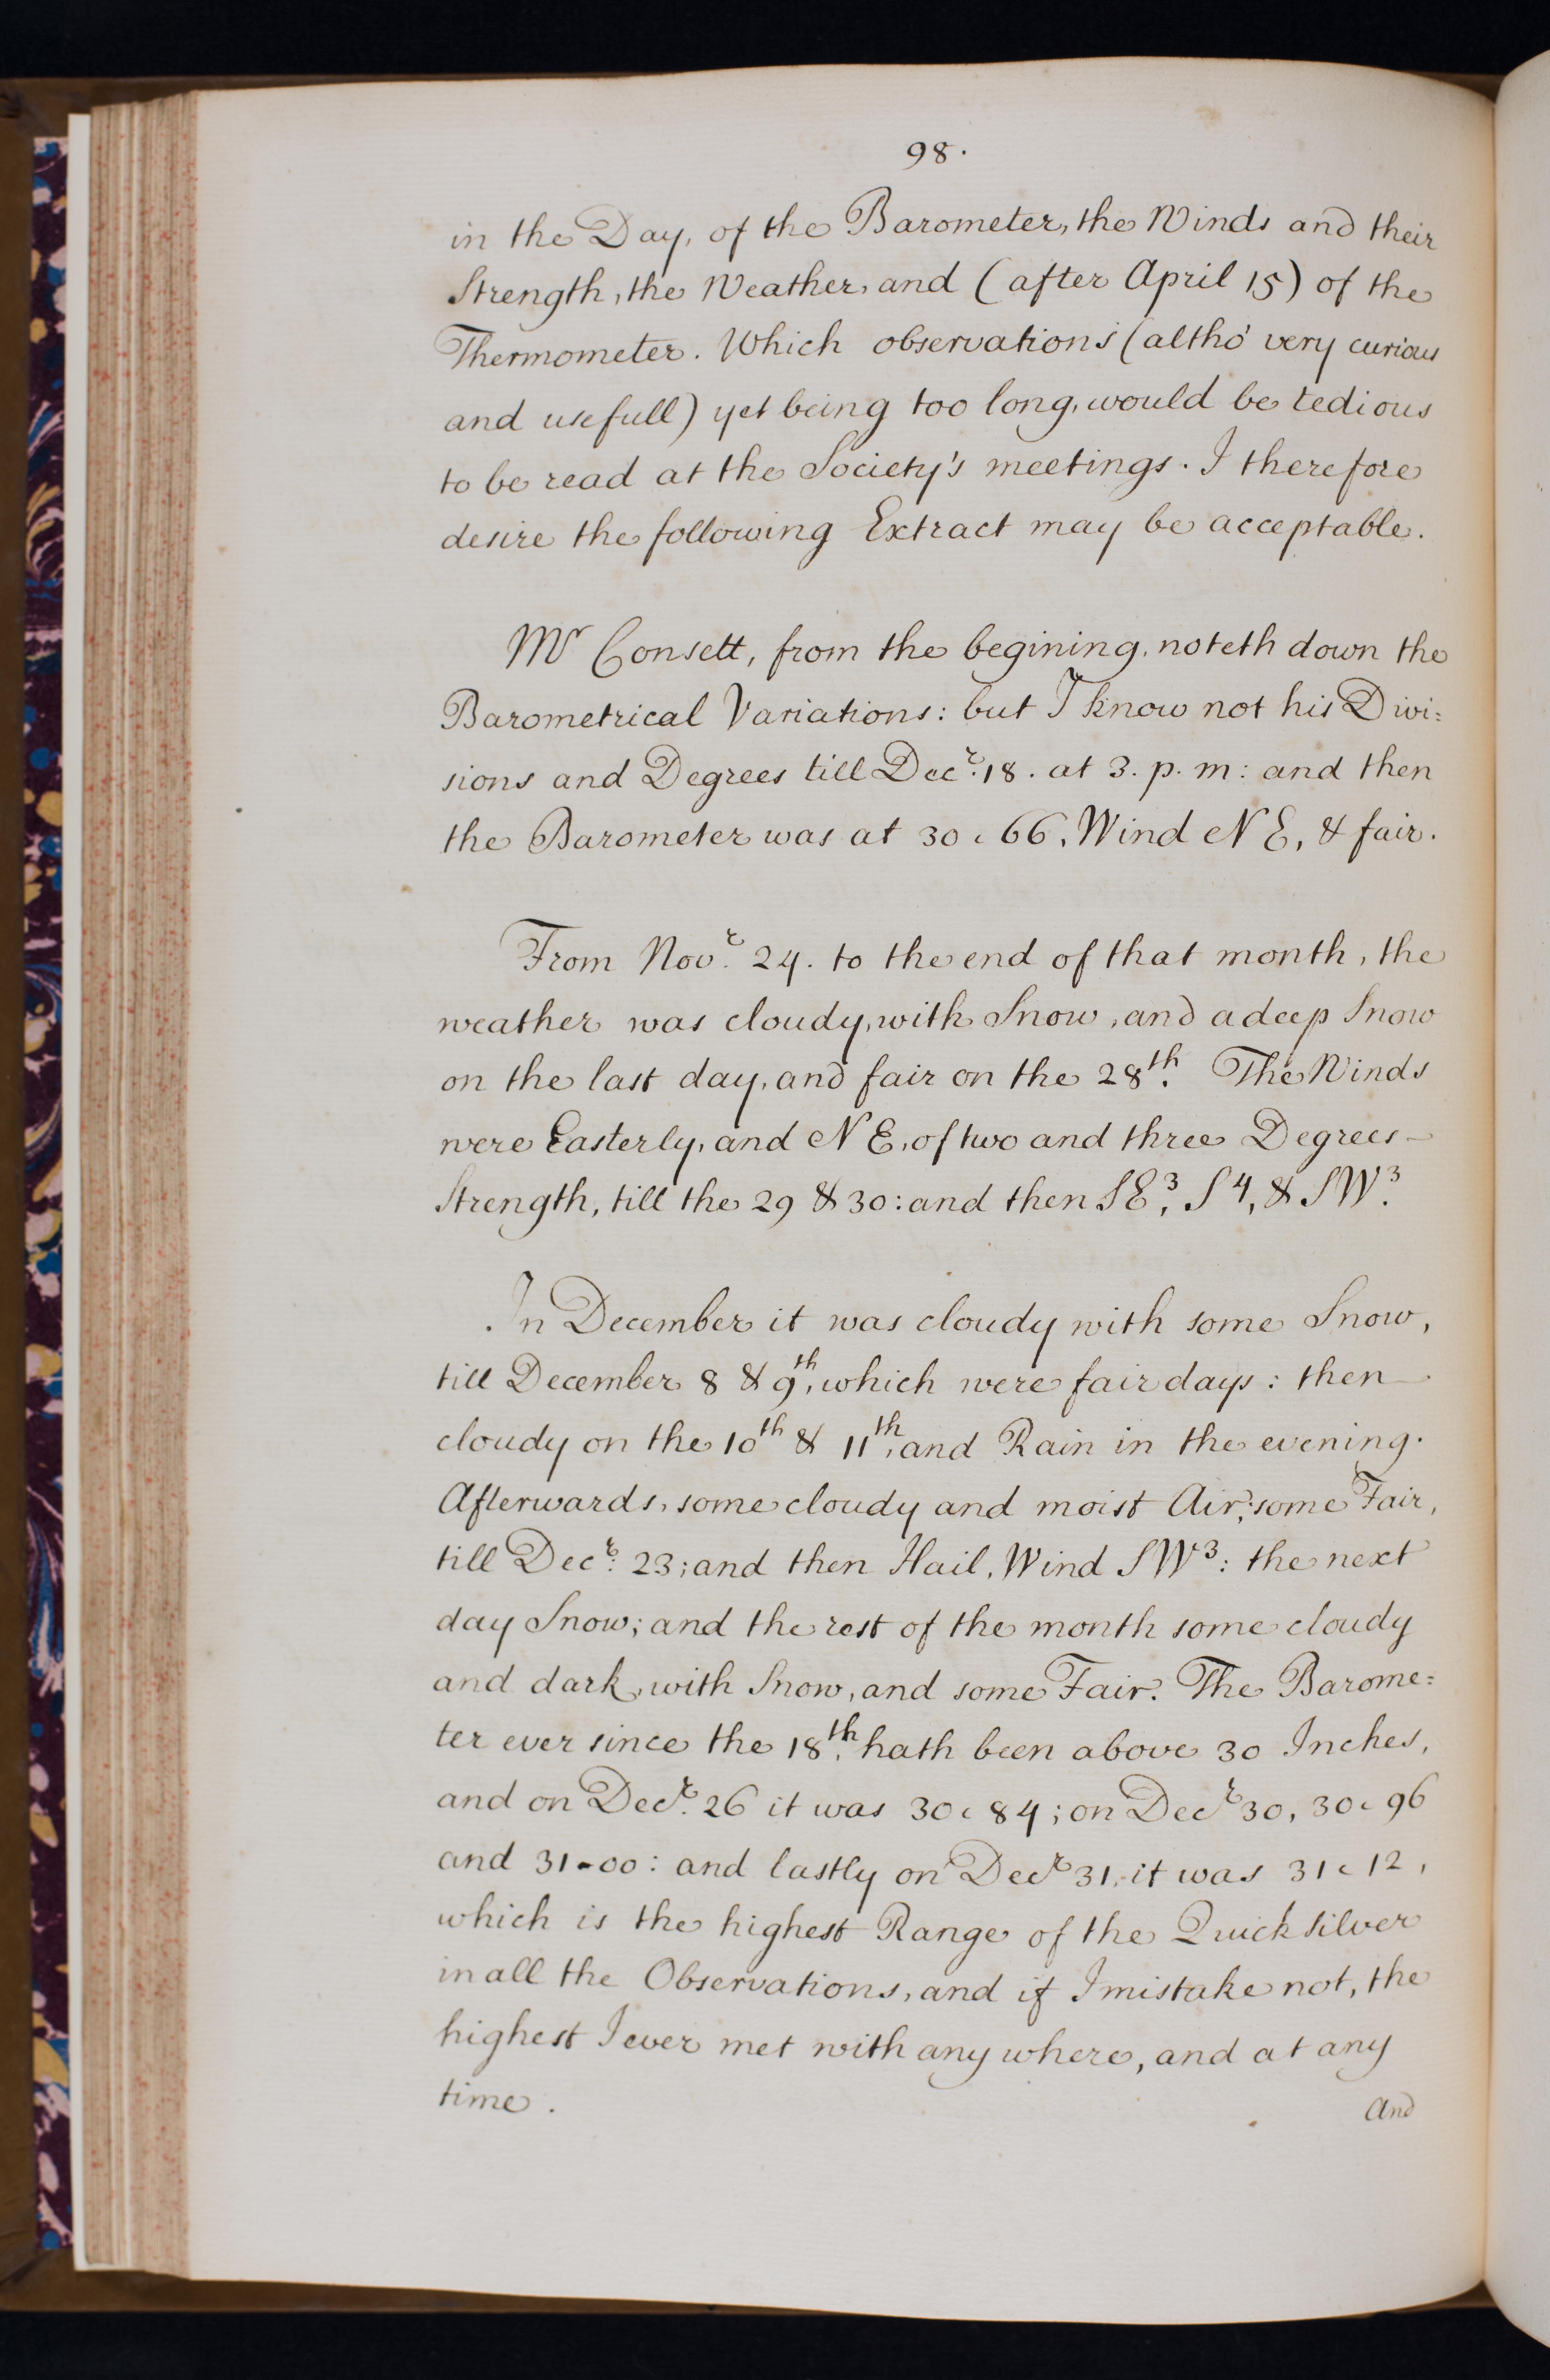 98.
in the Day, of the Barometer, the Winds and their
Strength, the Weather, and (after April 15) of the
Thermometer. Which observations (altho' very curious
and usefull) yet being too long, would be tedious
to be read at the Society's meetings. I therefore
desire the following Extract may be acceptable.
Mr Consett, from the begining, noteth down the
Barometrical Variations: but I know not his Divi=
sions and Degrees till Decr. 18. at 3. p. m: and then
the Barometer was at 30 . 66, Wind N E, & fair.
From Novr. 24. to the end of that month, the
weather was cloudy, with Snow, and a deep Snow
on the last day, and fair on the 28th. The Winds
were Easterly, and N E, of two and three Degrees
Strength, till the 29 & 30: and then SE3, S 4, & SW3.
In December it was cloudy with some Snow,
till December 8 & 9th, which were fair days: then
cloudy on the 10th & 11th, and Rain in the evening.
Afterwards, some cloudy and moist Air, some Fair,
till Decr. 23; and then Hail, Wind SW3: the next
day Snow; and the rest of the month some cloudy
and dark, with Snow, and some Fair. The Barome=
ter ever since the 18th. hath been above 30 Inches,
and on Decr. 26 it was 30 . 84; on Decr 30, 30 . 96
and 31-00: and lastly on Decr 31, it was 31 . 12,
which is the highest Range of the Quicksilver
in all the Observations, and if I mistake not, the
highest I ever met with any where, and at any
time.
And